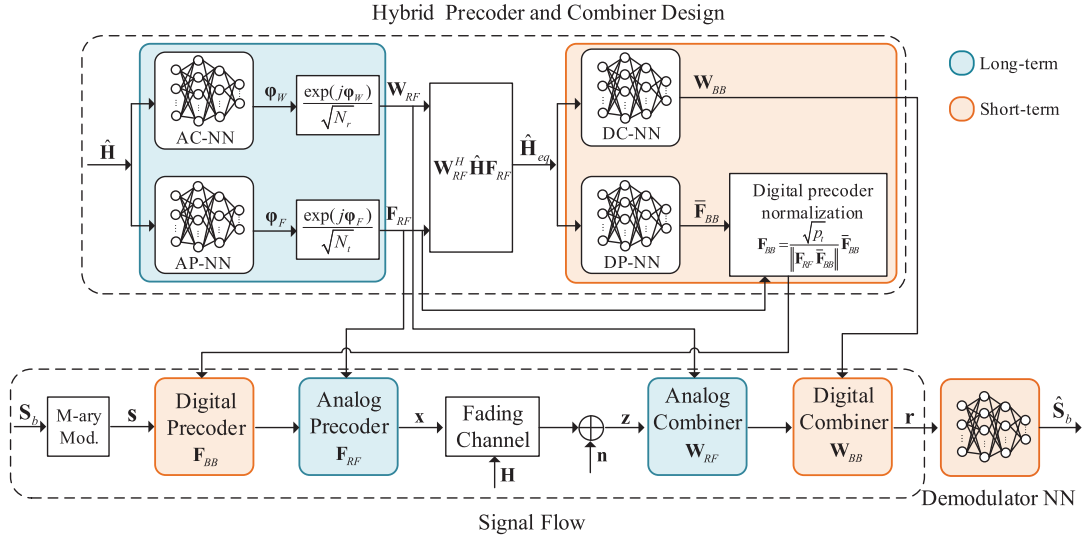 Hybrid Precoder and Combiner Design
Ĥ
AC-NN
φ_W
exp(jφ_W)
√N_r
W_RF
AP-NN
φ_F
exp(jφ_F)
√N_t
F_RF
W_RF^H Ĥ F_RF
Ĥ_eq
DC-NN
W_BB
DP-NN
F̄_BB
Digital precoder
normalization
F_BB = √p_t / ‖F_RF F̄_BB‖ F̄_BB
Long-term
Short-term
S_b
M-ary
Mod.
s
Digital
Precoder
F_BB
Analog
Precoder
F_RF
x
Fading
Channel
H
n
z
Analog
Combiner
W_RF
Digital
Combiner
W_BB
r
Ŝ_b
Demodulator NN
Signal Flow